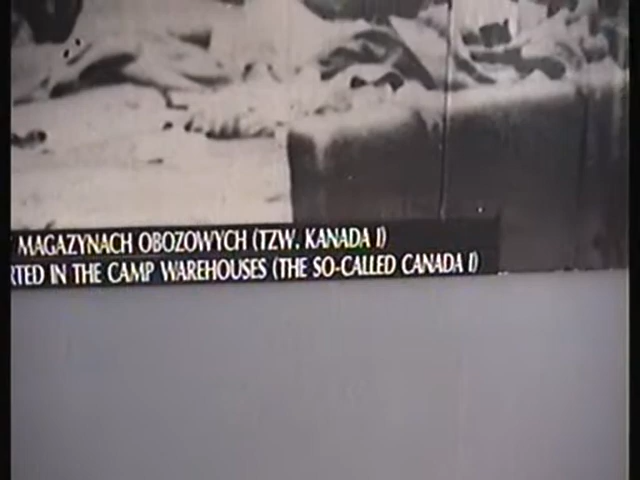 MAGAZYNACH OBOZOWYCH (TZW. KANADA I)
RTED IN THE CAMP WAREHOUSES (THE SO-CALLED CANADA I)